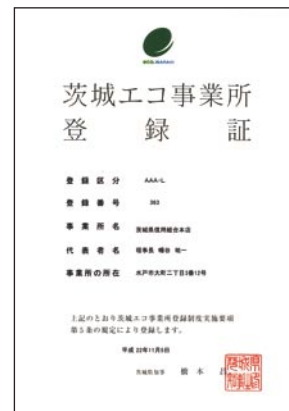 茨城エコ事業所
登録証
登録区分 AAA-L
登録番号 363
事業所名 茨城県信用組合本店
代表者名 理事長 幡谷 祐一
事業所の所在 水戸市大町二丁目3番12号
上記のとおり茨城エコ事業所登録制度実施要項
第5条の規定により登録します。
平成 22年11月5日
茨城県知事 橋本